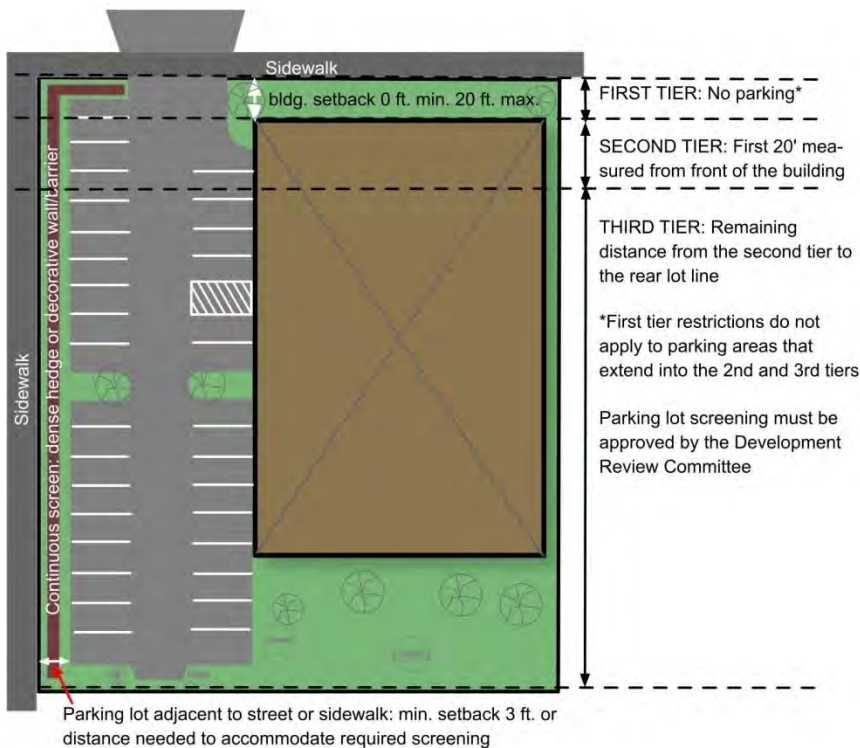 Sidewalk
bldg. setback 0 ft. min. 20 ft. max.
FIRST TIER: No parking*
SECOND TIER: First 20' mea-
sured from front of the building
THIRD TIER: Remaining
distance from the second tier to
the rear lot line
*First tier restrictions do not
apply to parking areas that
extend into the 2nd and 3rd tiers
Parking lot screening must be
approved by the Development
Review Committee
Sidewalk
Continuous screen: dense hedge or decorative wall/barrier
Parking lot adjacent to street or sidewalk: min. setback 3 ft. or
distance needed to accommodate required screening